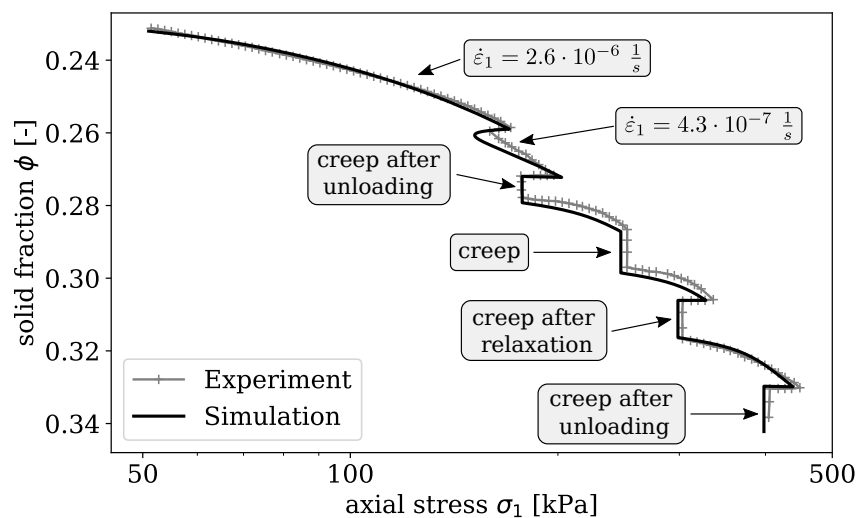 0.24
0.26
0.28
0.30
0.32
0.34
solid fraction ϕ [-]
ε̇₁ = 2.6 · 10⁻⁶ 1/s
ε̇₁ = 4.3 · 10⁻⁷ 1/s
creep after
unloading
creep
creep after
relaxation
creep after
unloading
Experiment
Simulation
50
100
500
axial stress σ₁ [kPa]